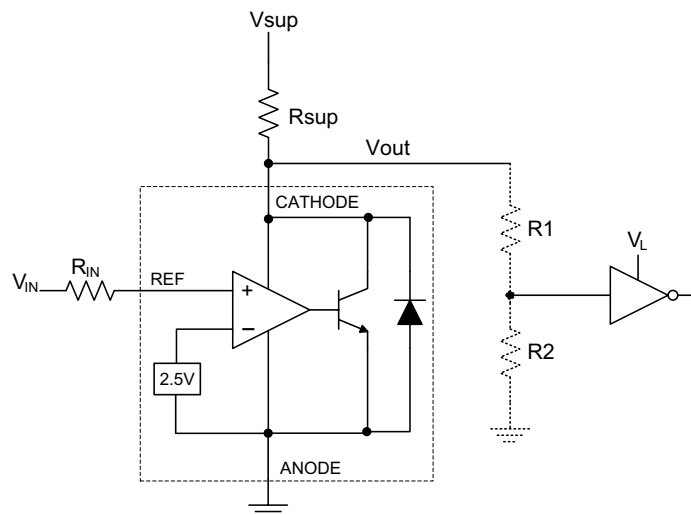 Vsup
Rsup
Vout
CATHODE
R1
RIN
VIN
REF
VL
+
−
2.5V
R2
ANODE